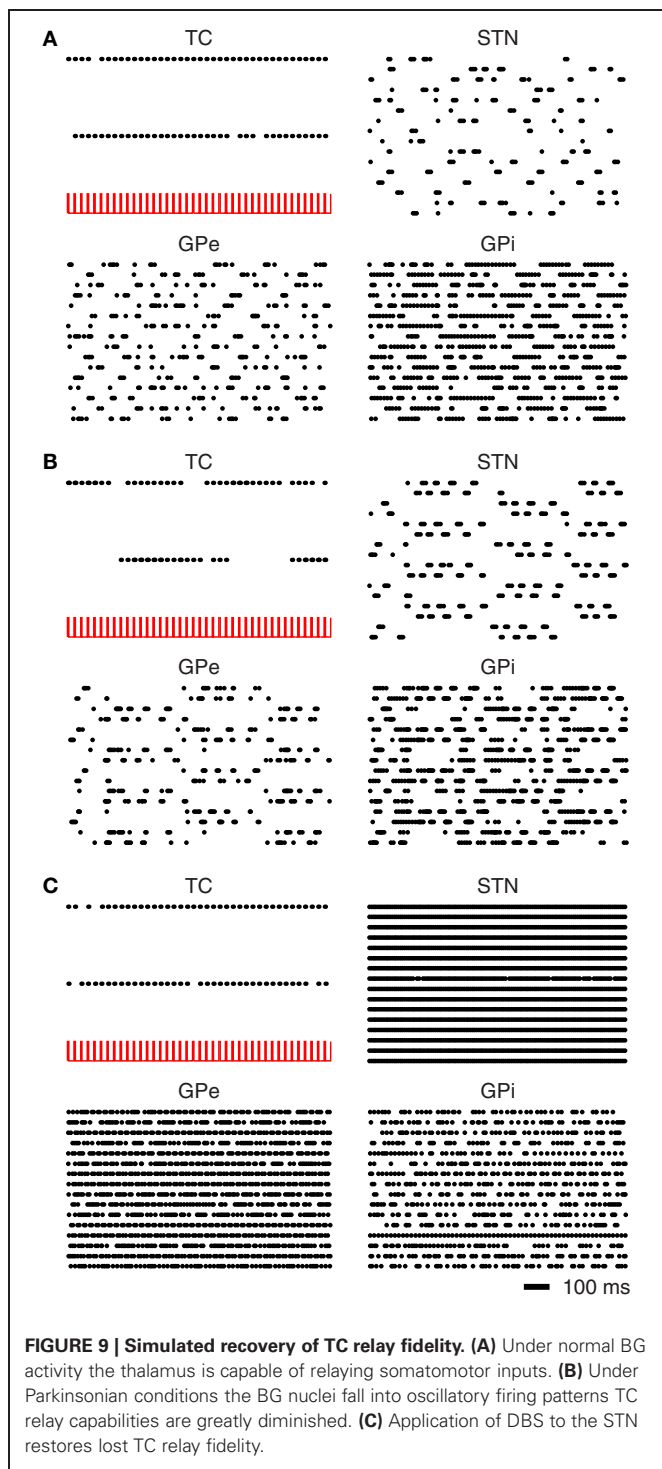 A
TC
STN
GPe
GPi
B
TC
STN
GPe
GPi
C
TC
STN
GPe
GPi
100 ms
FIGURE 9 | Simulated recovery of TC relay fidelity. (A) Under normal BG
activity the thalamus is capable of relaying somatomotor inputs. (B) Under
Parkinsonian conditions the BG nuclei fall into oscillatory firing patterns TC
relay capabilities are greatly diminished. (C) Application of DBS to the STN
restores lost TC relay fidelity.